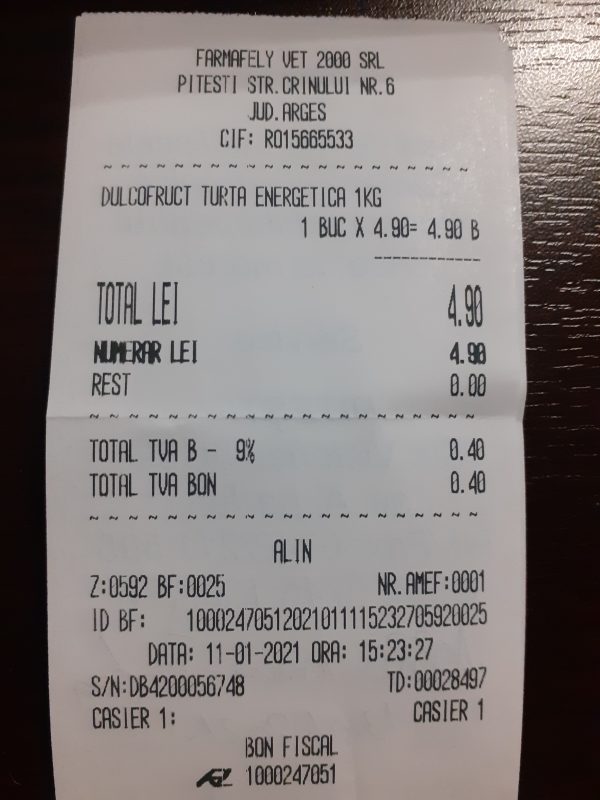 FARMAFELY VET 2000 SRL
PITESTI STR.CRINULUI NR.6
JUD.ARGES
CIF: RO15665533
DULCOFRUCT TURTA ENERGETICA 1KG
1 BUC X 4.90= 4.90 B
TOTAL LEI 4.90
NUMERAR LEI 4.90
REST 0.00
TOTAL TVA B - 9% 0.40
TOTAL TVA BON 0.40
ALIN
Z:0592 BF:0025 NR.AMEF:0001
ID BF: 10002470512021011115232705920025
DATA: 11-01-2021 ORA: 15:23:27
S/N:DB4200056748 TD:00028497
CASIER 1: CASIER 1
BON FISCAL
1000247051